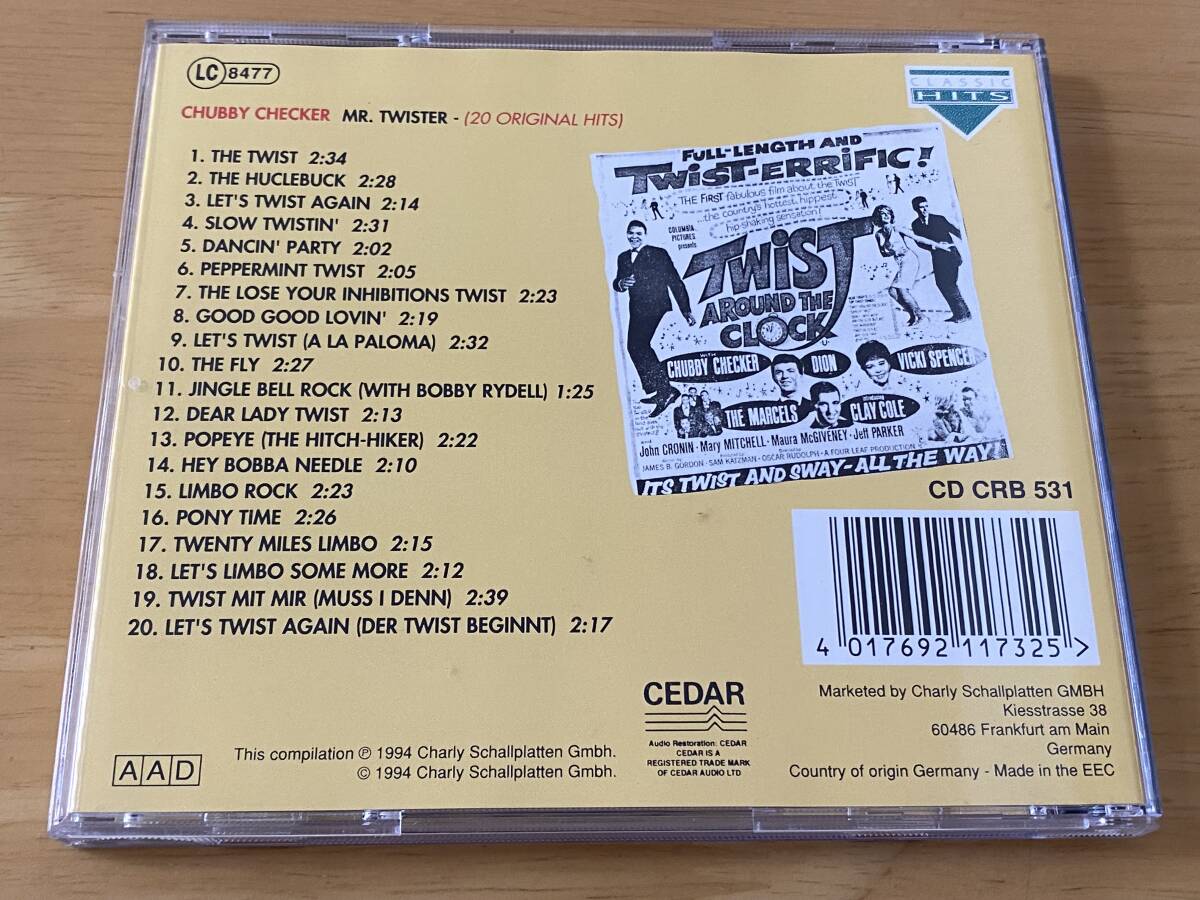 LC 8477
CHUBBY CHECKER MR. TWISTER - (20 ORIGINAL HITS)
1. THE TWIST 2:34
2. THE HUCLEBUCK 2:28
3. LET'S TWIST AGAIN 2:14
4. SLOW TWISTIN' 2:31
5. DANCIN' PARTY 2:02
6. PEPPERMINT TWIST 2:05
7. THE LOSE YOUR INHIBITIONS TWIST 2:23
8. GOOD GOOD LOVIN' 2:19
9. LET'S TWIST (A LA PALOMA) 2:32
10. THE FLY 2:27
11. JINGLE BELL ROCK (WITH BOBBY RYDELL) 1:25
12. DEAR LADY TWIST 2:13
13. POPEYE (THE HITCH-HIKER) 2:22
14. HEY BOBBA NEEDLE 2:10
15. LIMBO ROCK 2:23
16. PONY TIME 2:26
17. TWENTY MILES LIMBO 2:15
18. LET'S LIMBO SOME MORE 2:12
19. TWIST MIT MIR (MUSS I DENN) 2:39
20. LET'S TWIST AGAIN (DER TWIST BEGINNT) 2:17
CLASSIC
HITS
FULL-LENGTH AND
TWIST-ERRIFIC!
THE FIRST fabulous film about the TWIST
...the country's hottest, hippest
hip-shaking sensation!
COLUMBIA
PICTURES
presents
TWIST
AROUND THE
CLOCK
WITH
CHUBBY CHECKER
DION
VICKI SPENCER
THE MARCELS
introducing
CLAY COLE
and John CRONIN · Mary MITCHELL · Maura McGIVENEY · Jeff PARKER
JAMES B. GORDON · SAM KATZMAN · OSCAR RUDOLPH · A FOUR LEAF PRODUCTION
ITS TWIST AND SWAY-ALL THE WAY
CD CRB 531
4 017692 117325 >
CEDAR
Audio Restoration: CEDAR
CEDAR IS A
REGISTERED TRADE MARK
OF CEDAR AUDIO LTD
Marketed by Charly Schallplatten GMBH
Kiesstrasse 38
60486 Frankfurt am Main
Germany
Country of origin Germany - Made in the EEC
AAD
This compilation ℗ 1994 Charly Schallplatten Gmbh.
© 1994 Charly Schallplatten Gmbh.